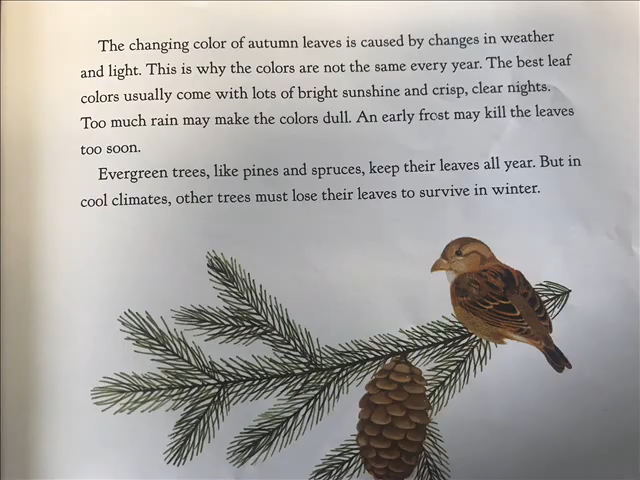 The changing color of autumn leaves is caused by changes in weather
and light. This is why the colors are not the same every year. The best leaf
colors usually come with lots of bright sunshine and crisp, clear nights.
Too much rain may make the colors dull. An early frost may kill the leaves
too soon.
Evergreen trees, like pines and spruces, keep their leaves all year. But in
cool climates, other trees must lose their leaves to survive in winter.